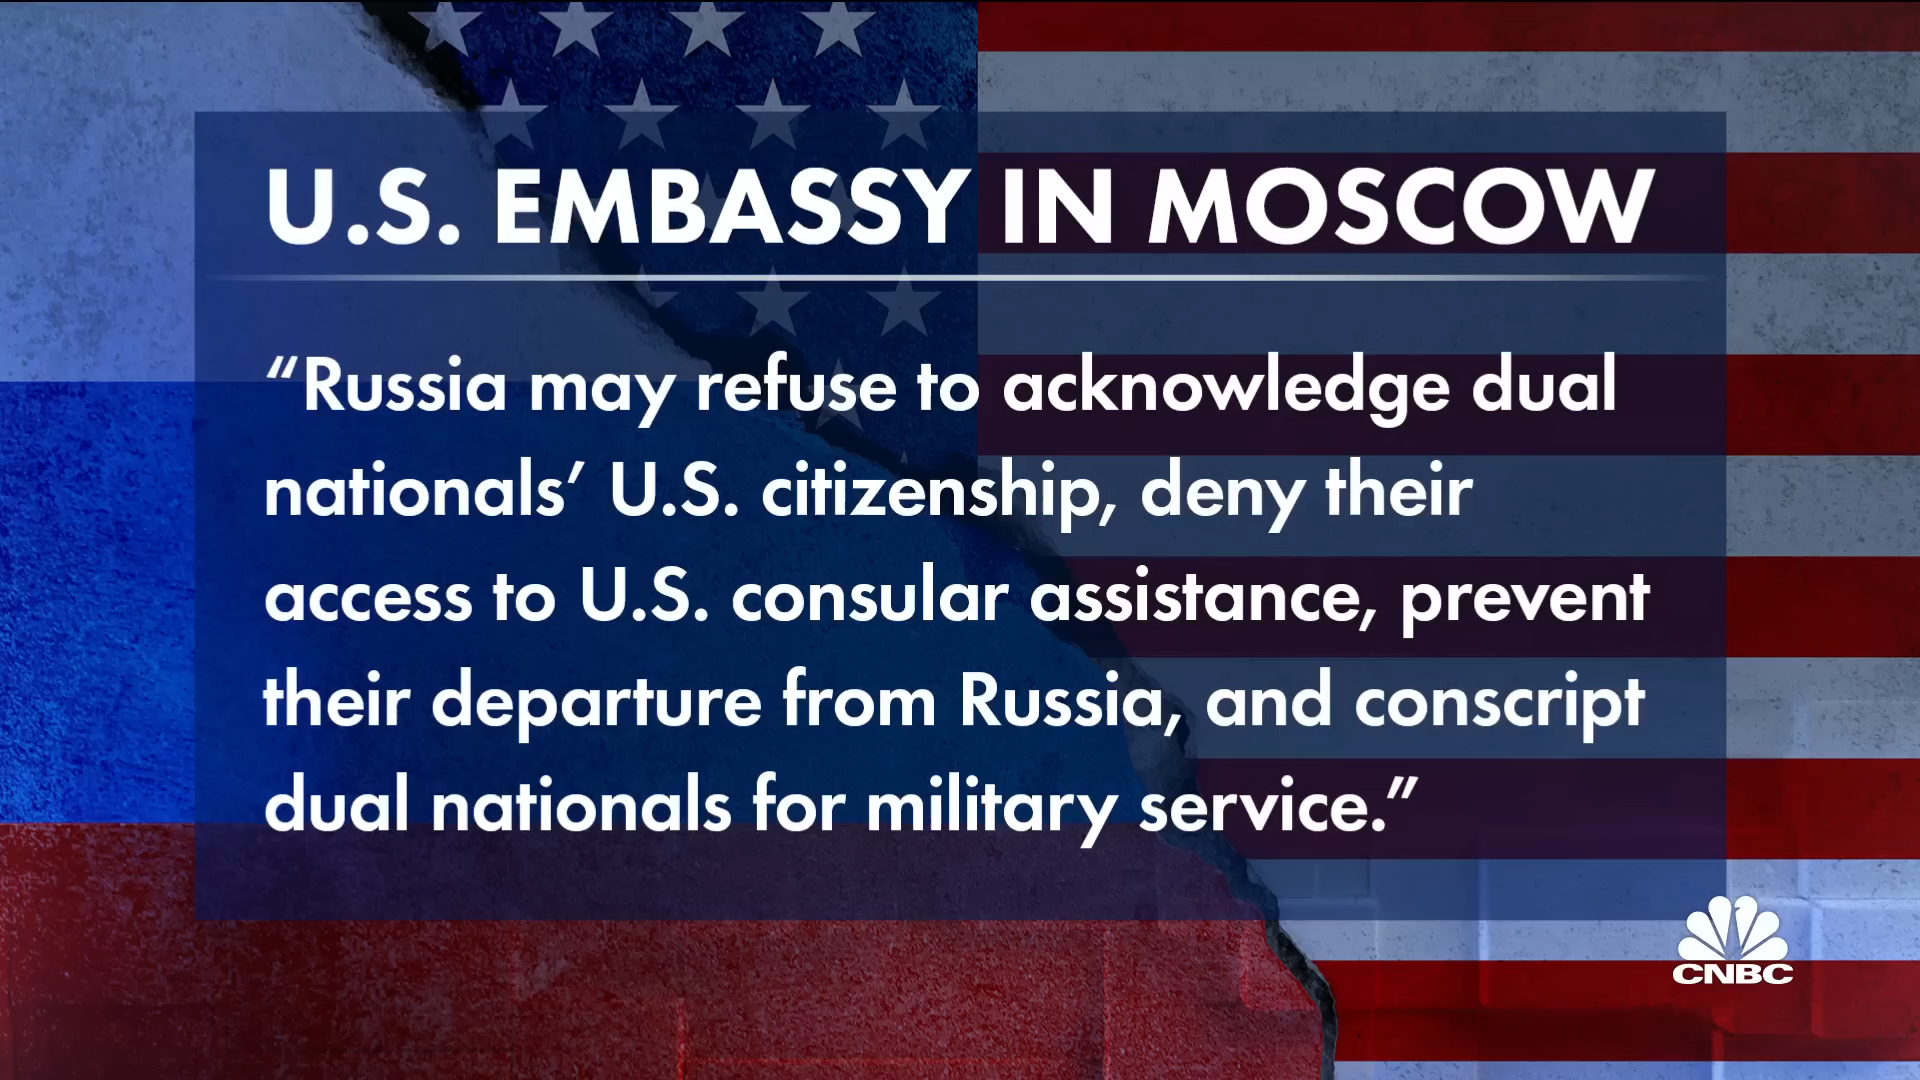 U.S. EMBASSY IN MOSCOW
“Russia may refuse to acknowledge dual
nationals’ U.S. citizenship, deny their
access to U.S. consular assistance, prevent
their departure from Russia, and conscript
dual nationals for military service.”
CNBC